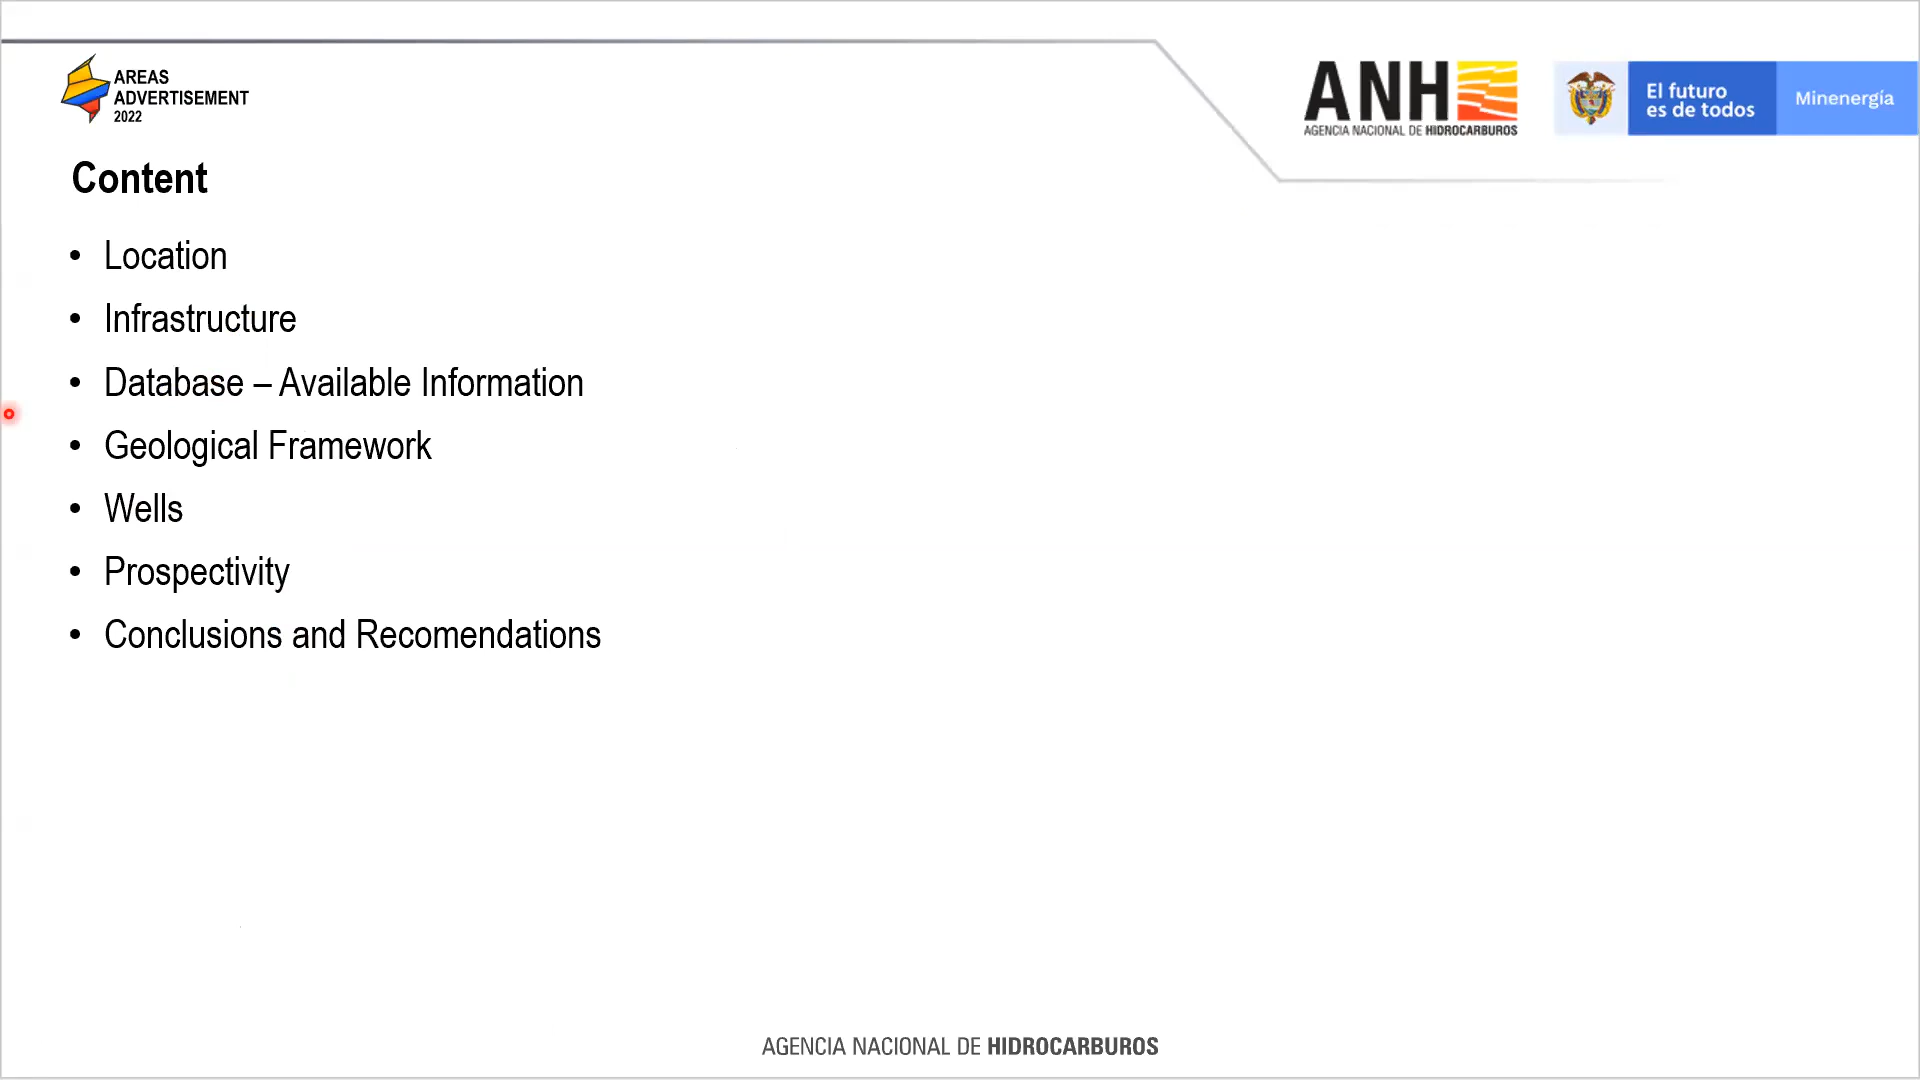 AREAS
ADVERTISEMENT
2022
ANH
AGENCIA NACIONAL DE HIDROCARBUROS
El futuro
es de todos
Minenergía
Content
• Location
• Infrastructure
• Database – Available Information
• Geological Framework
• Wells
• Prospectivity
• Conclusions and Recomendations
AGENCIA NACIONAL DE HIDROCARBUROS